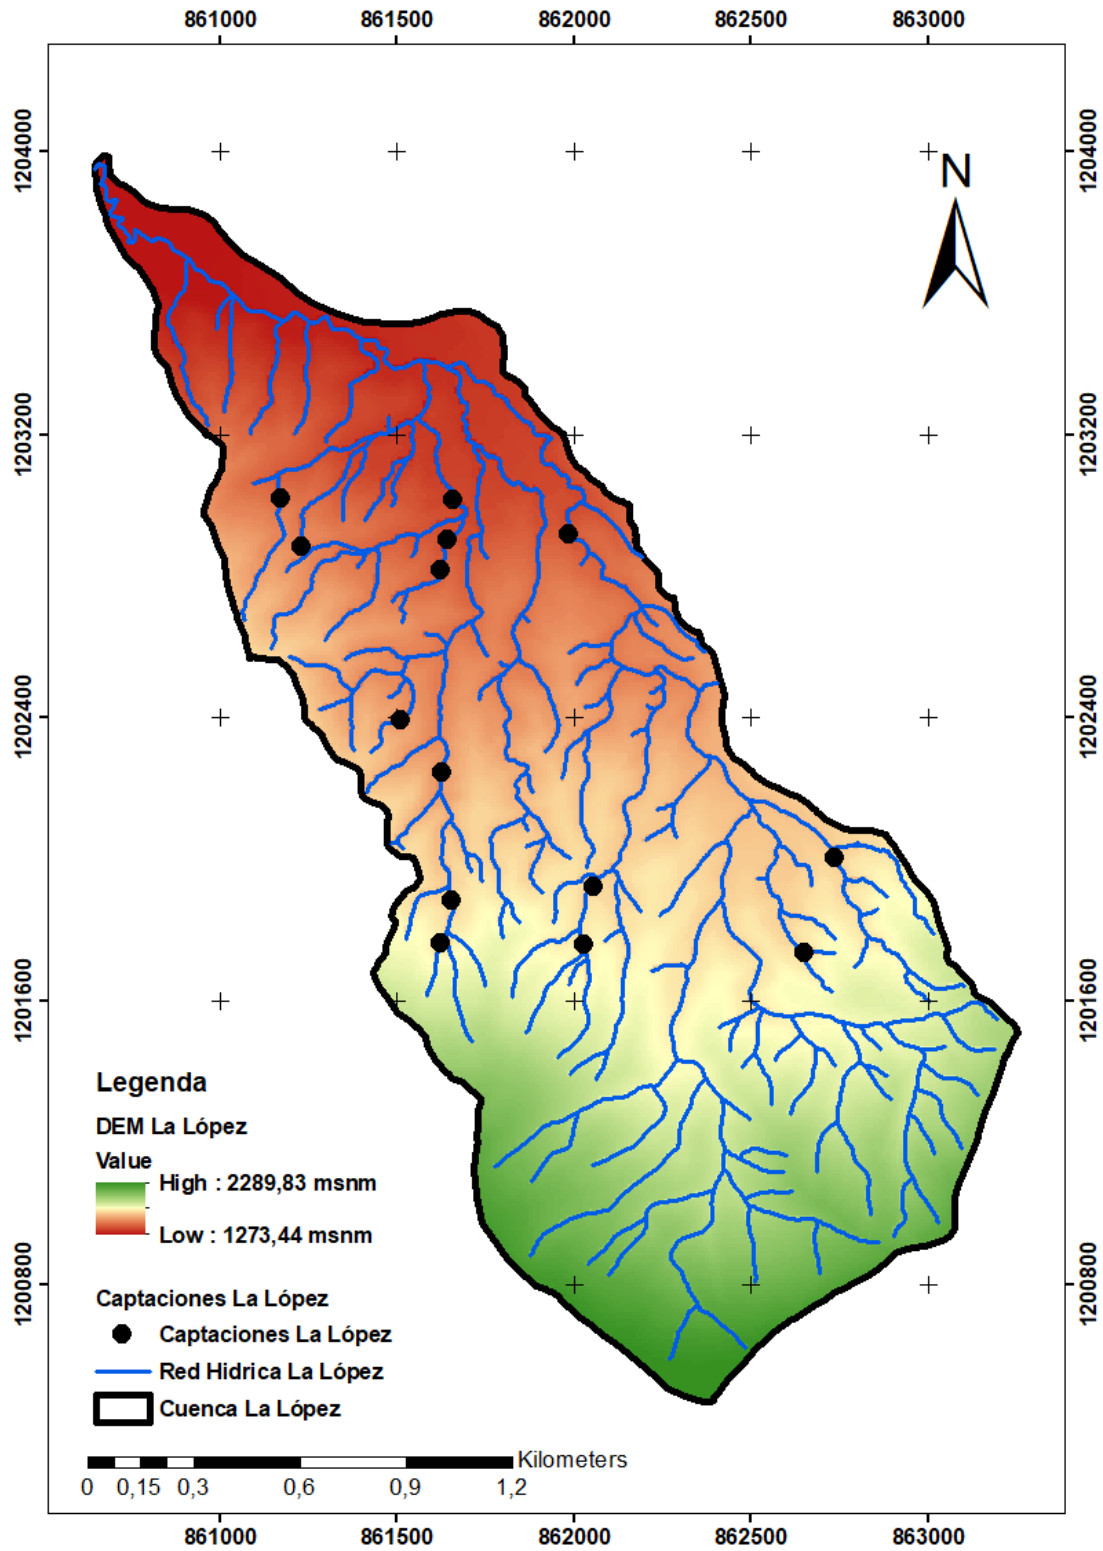 861000 861500 862000 862500 863000
1204000 1204000
N
1203200 1203200
1202400 1202400
1201600 1201600
Legenda
DEM La López
Value
High : 2289,83 msnm
Low : 1273,44 msnm
1200800 1200800
Captaciones La López
Captaciones La López
Red Hidrica La López
Cuenca La López
Kilometers
0 0,15 0,3 0,6 0,9 1,2
861000 861500 862000 862500 863000